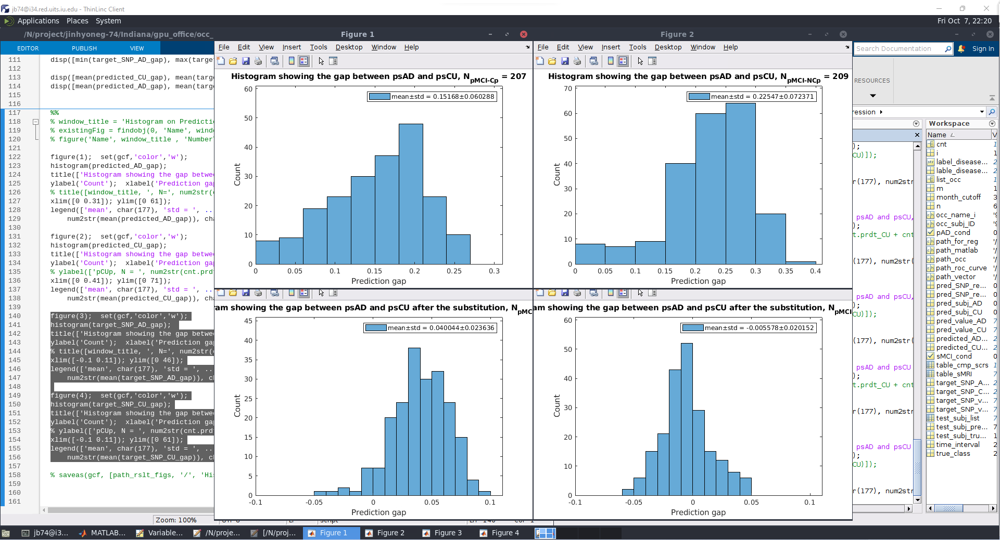 jb74@i34.red.uits.iu.edu - ThinLinc Client
Applications Places System
Fri Oct 7, 22:20
/N/project/jinhyoneg-74/Indiana/gpu_office/occ_
EDITOR PUBLISH VIEW
111 disp([min(target_SNP_AD_gap), max(targe
112
113 disp([mean(predicted_CU_gap), mean(targ
114 disp([mean(predicted_AD_gap), mean(targ
115
116
117 %%
118 % window_title = 'Histogram on Predictio
119 % existingFig = findobj(0, 'Name', windo
120 % figure('Name', window_title , 'NumberT
121
122 figure(1); set(gcf,'color','w');
123 histogram(predicted_AD_gap);
124 title(['Histogram showing the gap betwe
125 ylabel('Count'); xlabel('Prediction gap
126 % title([window_title, ', N=', num2str(c
127 xlim([0 0.31]); ylim([0 61]);
128 legend(['mean', char(177), 'std = ', ..
129 num2str(mean(predicted_AD_gap)), cha
130
131 figure(2); set(gcf,'color','w');
132 histogram(predicted_CU_gap);
133 title(['Histogram showing the gap betwe
134 ylabel('Count'); xlabel('Prediction gap
135 % ylabel(['pCUp, N = ', num2str(cnt.prd
136 xlim([0 0.41]); ylim([0 71]);
137 legend(['mean', char(177), 'std = ', ..
138 num2str(mean(predicted_CU_gap)), cha
139
140 figure(3); set(gcf,'color','w');
141 histogram(target_SNP_AD_gap);
142 title(['Histogram showing the gap betwe
143 ylabel('Count'); xlabel('Prediction gap
144 % title([window_title, ', N=', num2str(c
145 xlim([-0.1 0.11]); ylim([0 46]);
146 legend(['mean', char(177), 'std = ', ..
147 num2str(mean(target_SNP_AD_gap)), c
148
149 figure(4); set(gcf,'color','w');
150 histogram(target_SNP_CU_gap);
151 title(['Histogram showing the gap betwe
152 ylabel('Count'); xlabel('Prediction gap
153 % ylabel(['pCUp, N = ', num2str(cnt.prd
154 xlim([-0.1 0.11]); ylim([0 61]);
155 legend(['mean', char(177), 'std = ', ..
156 num2str(mean(target_SNP_CU_gap)), c
157
158 % saveas(gcf, [path_rslt_figs, '/', 'His
159
160
161
Zoom: 100%
Figure 1
File Edit View Insert Tools Desktop Window Help
Histogram showing the gap between psAD and psCU, NpMCI-Cp = 207
mean±std = 0.15168±0.060288
60
50
40
30
20
10
0
Count
0 0.05 0.1 0.15 0.2 0.25 0.3
Prediction gap
Figure 2
File Edit View Insert Tools Desktop Window Help
Histogram showing the gap between psAD and psCU, NpMCI-NCp = 209
mean±std = 0.22547±0.072371
70
60
50
40
30
20
10
0
Count
0 0.05 0.1 0.15 0.2 0.25 0.3 0.35 0.4
Prediction gap
am showing the gap between psAD and psCU after the substitution, NpMC
mean±std = 0.040044±0.023636
45
40
35
30
25
20
15
10
5
0
Count
-0.1 -0.05 0 0.05 0.1
Prediction gap
am showing the gap between psAD and psCU after the substitution, NpMCI
mean±std = -0.005578±0.020152
60
50
40
30
20
10
0
Count
-0.1 -0.05 0 0.05 0.1
Prediction gap
Search Documentation Sign In
RESOURCES
ression
);
CU)]);
r(177), num2str
psAD and psCU,
);
t.prdt_CU + cnt
(177), num2str(
psAD and psCU,
);
CU)]);
(177), num2str(
psAD and psCU
);
t.prdt_CU + cnt
(177), num2str(
psAD and psCU
);
CU)]);
r(177), num2str
Workspace
Name V
cnt 1
i 1
label_disease... 2
lable_disease... 2
list_occ 1
m 1
month_cutoff 3
n 6
occ_name_i '9
occ_subj_ID '9
pAD_cond 0
path_for_reg '/
path_matlab '/
path_occ '/
path_roc_curve '/
path_vector '/
pred_SNP_re... 0
pred_SNP_re... 0
pred_subj_AD 0
pred_subj_CU 0
pred_value_AD 7
pred_value_CU 7
predicted_AD... 2
predicted_CU... 2
sMCI_cond 0
table_cmp_scrs 1
table_sMRI 7
target_SNP_A... 2
target_SNP_C... 2
target_SNP_v... 7
target_SNP_v... 7
test_subj_list 7
test_subj_pre... 7
test_subj_tru... 1
time_interval 2
true_class 2
jb74@i3... MATLAB... Variable... /N/proje... [/N/proj... Figure 1 Figure 2 Figure 3 Figure 4